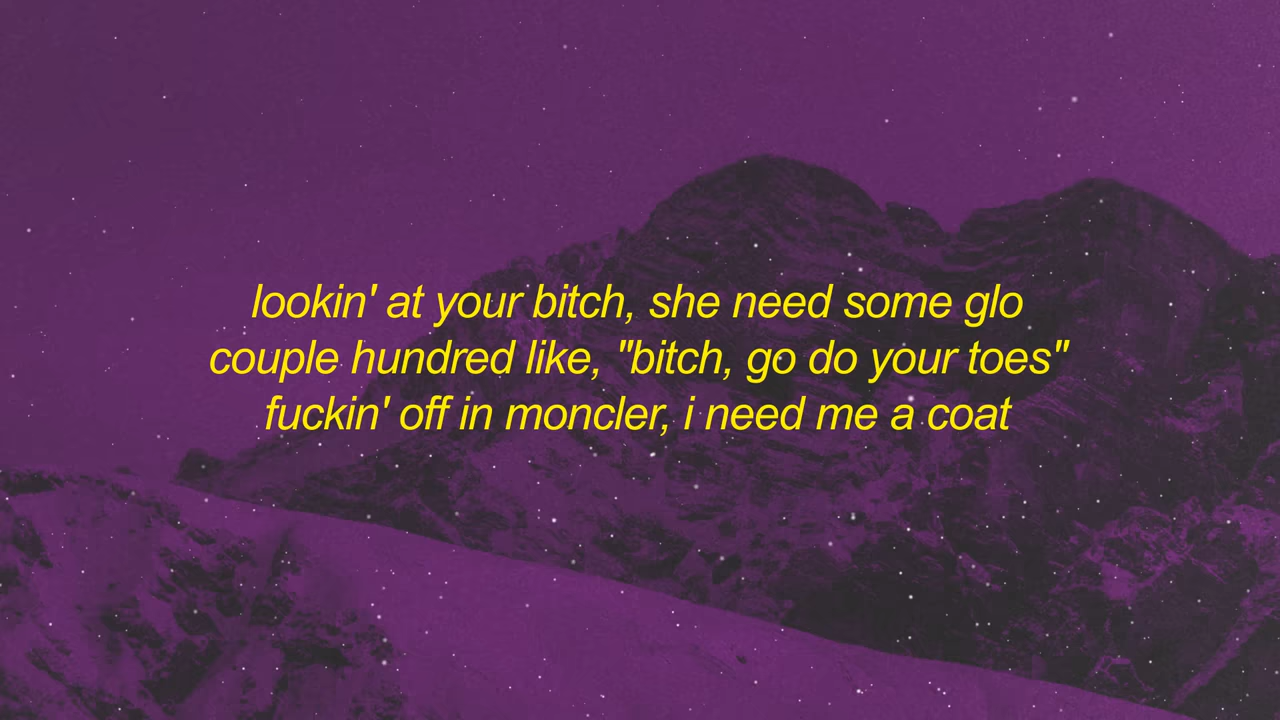 lookin' at your bitch, she need some glo
couple hundred like, "bitch, go do your toes"
fuckin' off in moncler, i need me a coat